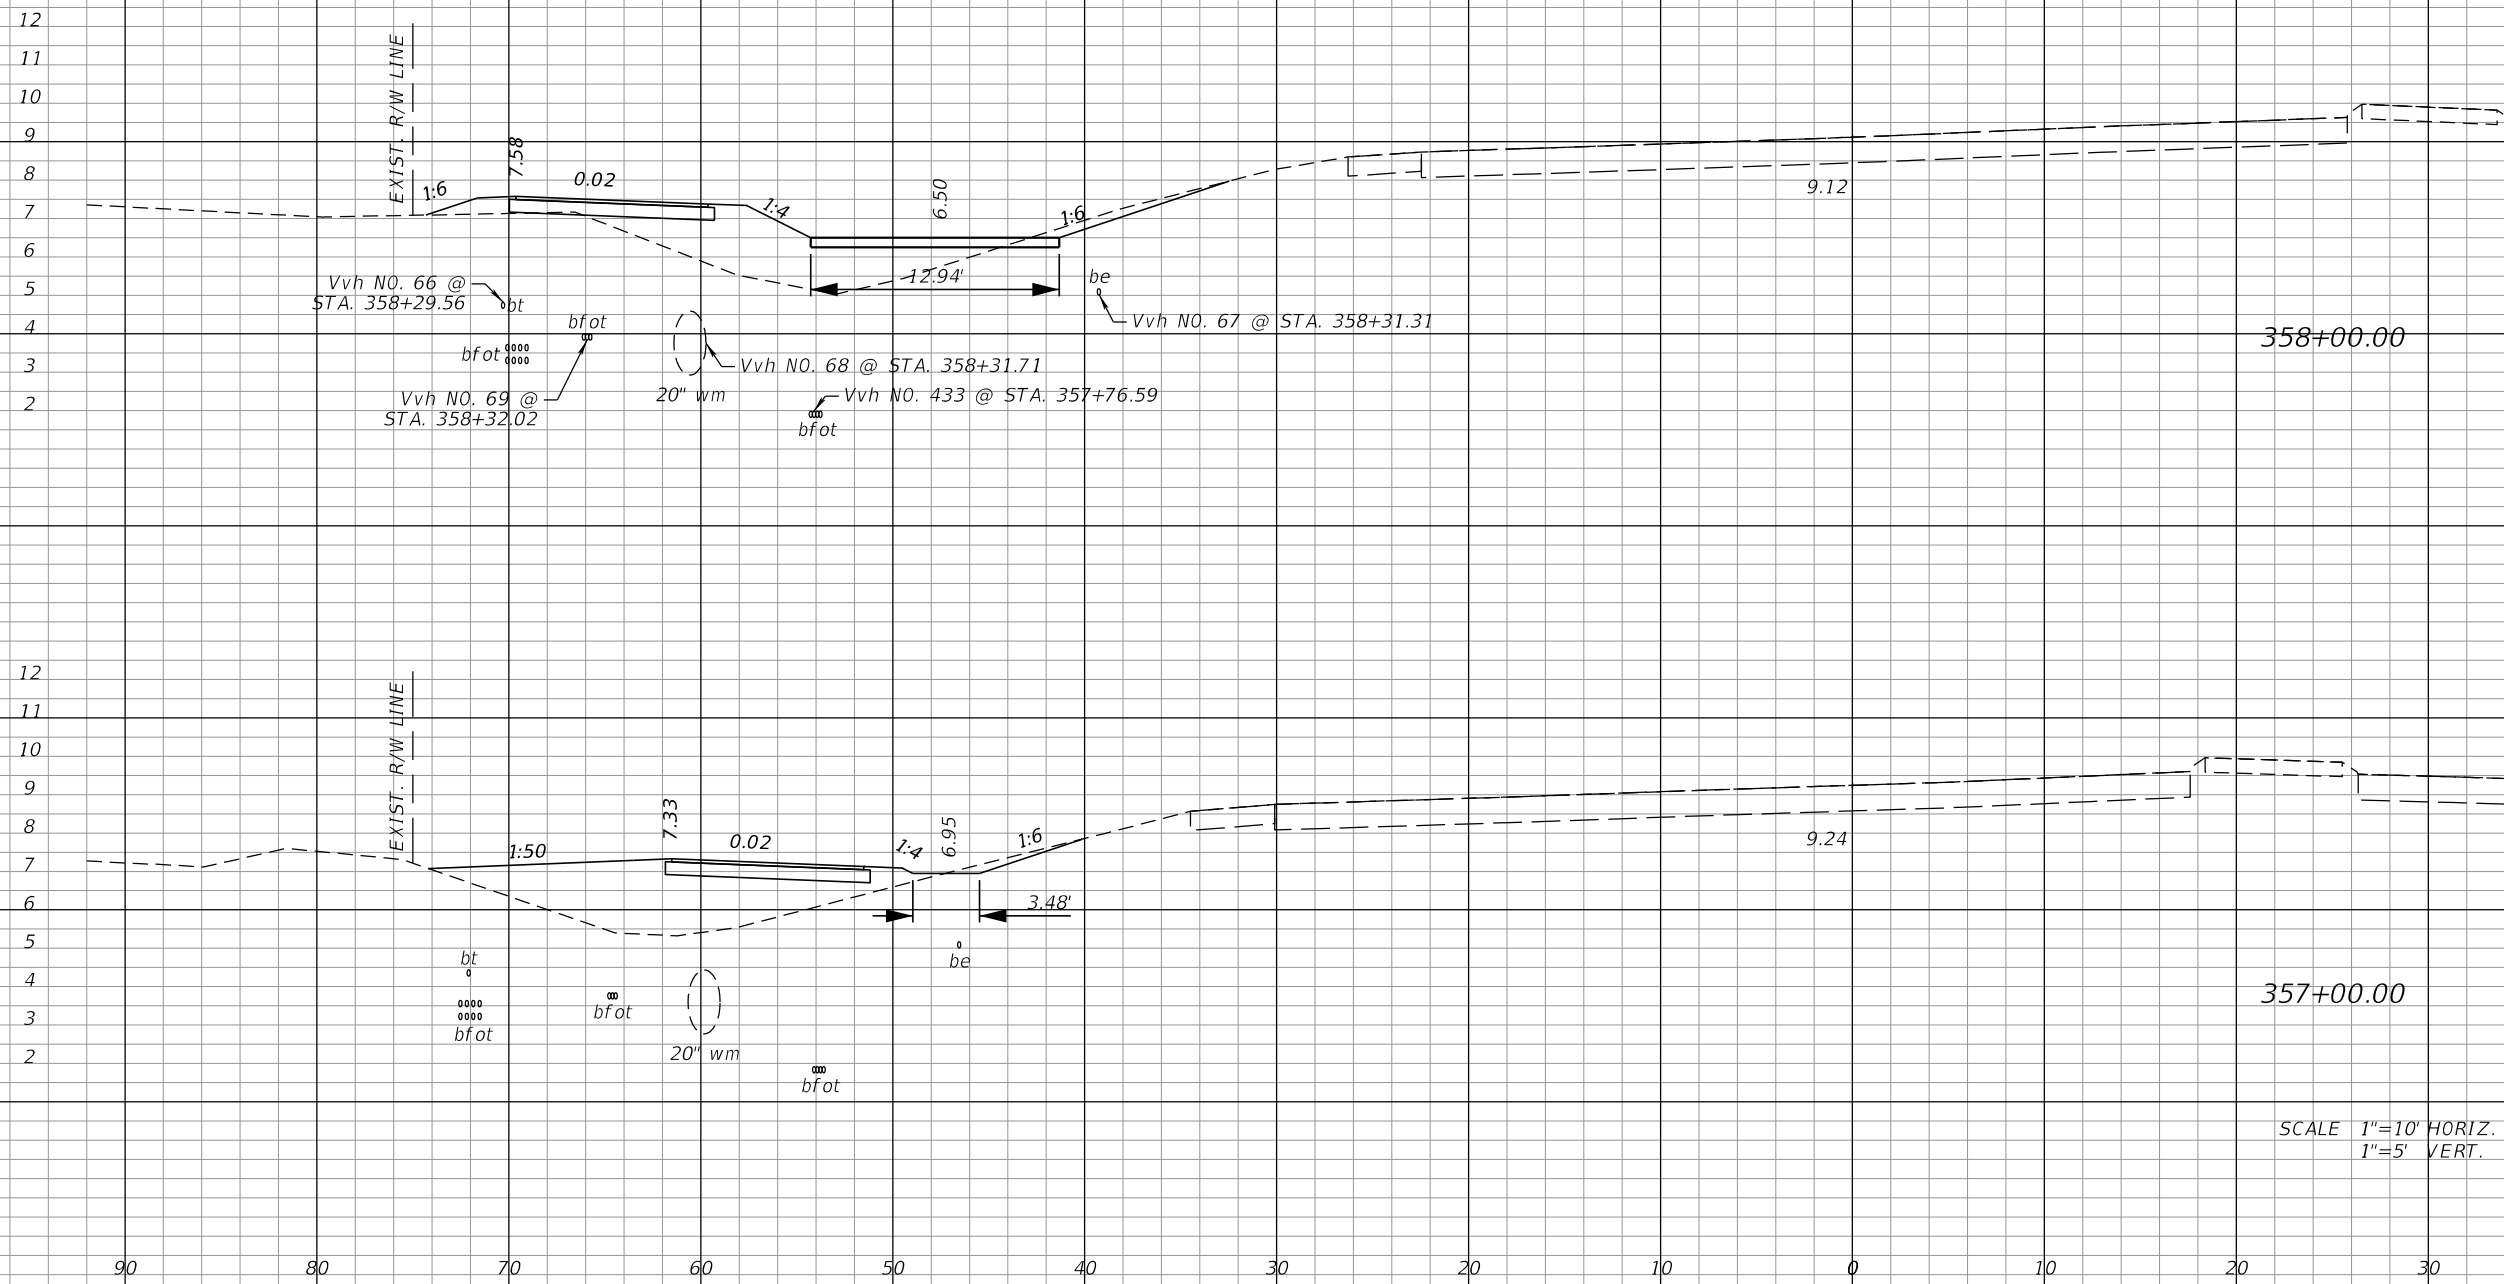 12
11
10
9
8
7
6
5
4
3
2
EXIST. R/W LINE
1:6
7.58
0.02
1:4
6.50
1:6
12.94'
9.12
Vvh NO. 66 @
STA. 358+29.56
bt
be
Vvh NO. 67 @ STA. 358+31.31
bfot
bfot
358+00.00
Vvh NO. 68 @ STA. 358+31.71
20" wm
Vvh NO. 69 @
STA. 358+32.02
Vvh NO. 433 @ STA. 357+76.59
bfot
12
11
10
9
8
7
6
5
4
3
2
EXIST. R/W LINE
1:50
7.33
0.02
1:4
6.95
1:6
3.48'
9.24
bt
be
bfot
bfot
357+00.00
20" wm
bfot
SCALE 1"=10' HORIZ.
1"=5' VERT.
90 80 70 60 50 40 30 20 10 0 10 20 30